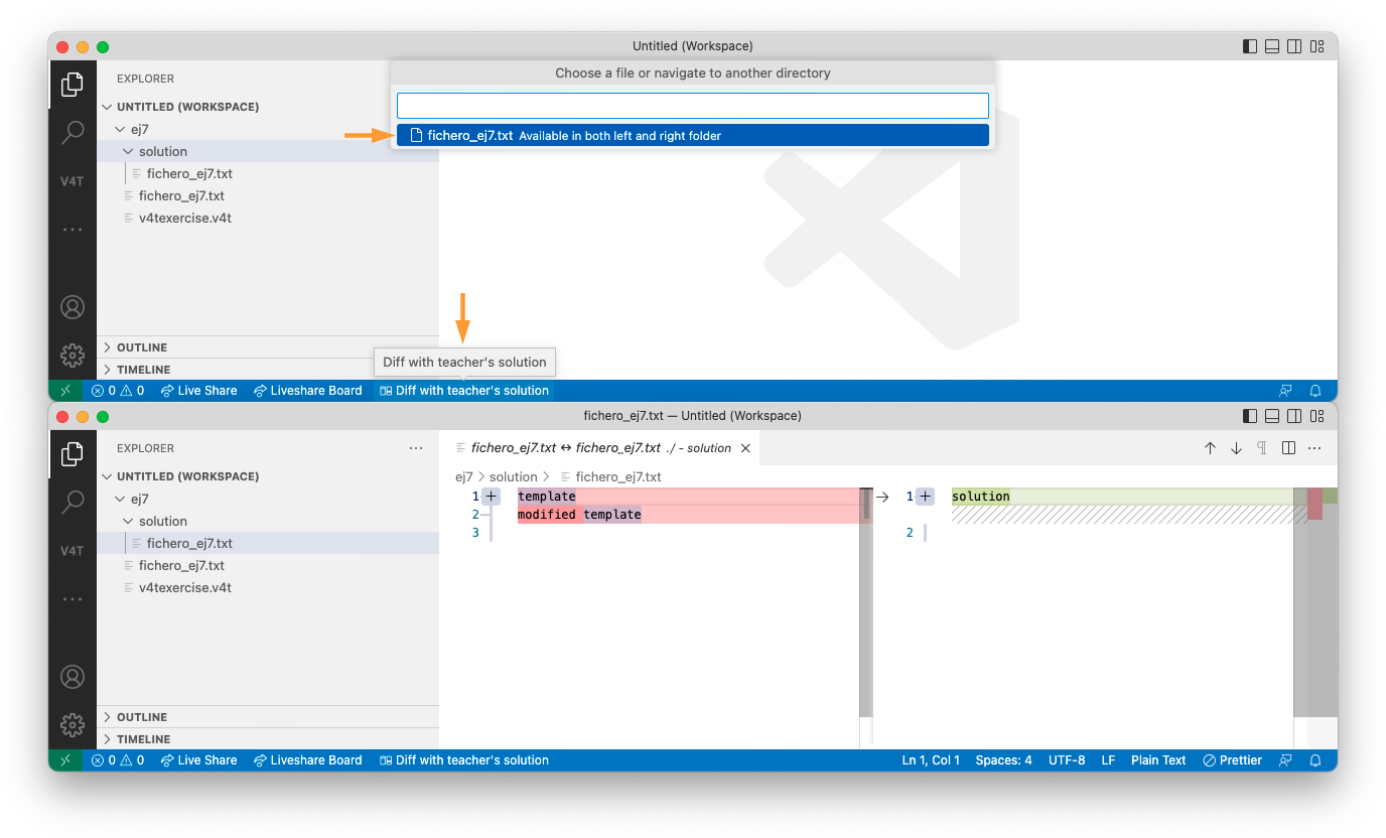 Untitled (Workspace)
Choose a file or navigate to another directory
fichero_ej7.txt Available in both left and right folder
EXPLORER
UNTITLED (WORKSPACE)
ej7
solution
fichero_ej7.txt
fichero_ej7.txt
v4texercise.v4t
V4T
OUTLINE
TIMELINE
Diff with teacher's solution
0 0 Live Share Liveshare Board Diff with teacher's solution
fichero_ej7.txt — Untitled (Workspace)
EXPLORER
UNTITLED (WORKSPACE)
ej7
solution
fichero_ej7.txt
fichero_ej7.txt
v4texercise.v4t
V4T
OUTLINE
TIMELINE
fichero_ej7.txt ↔ fichero_ej7.txt ./ - solution
ej7 > solution > fichero_ej7.txt
1 template
2 modified template
3
1 solution
2
0 0 Live Share Liveshare Board Diff with teacher's solution Ln 1, Col 1 Spaces: 4 UTF-8 LF Plain Text Prettier